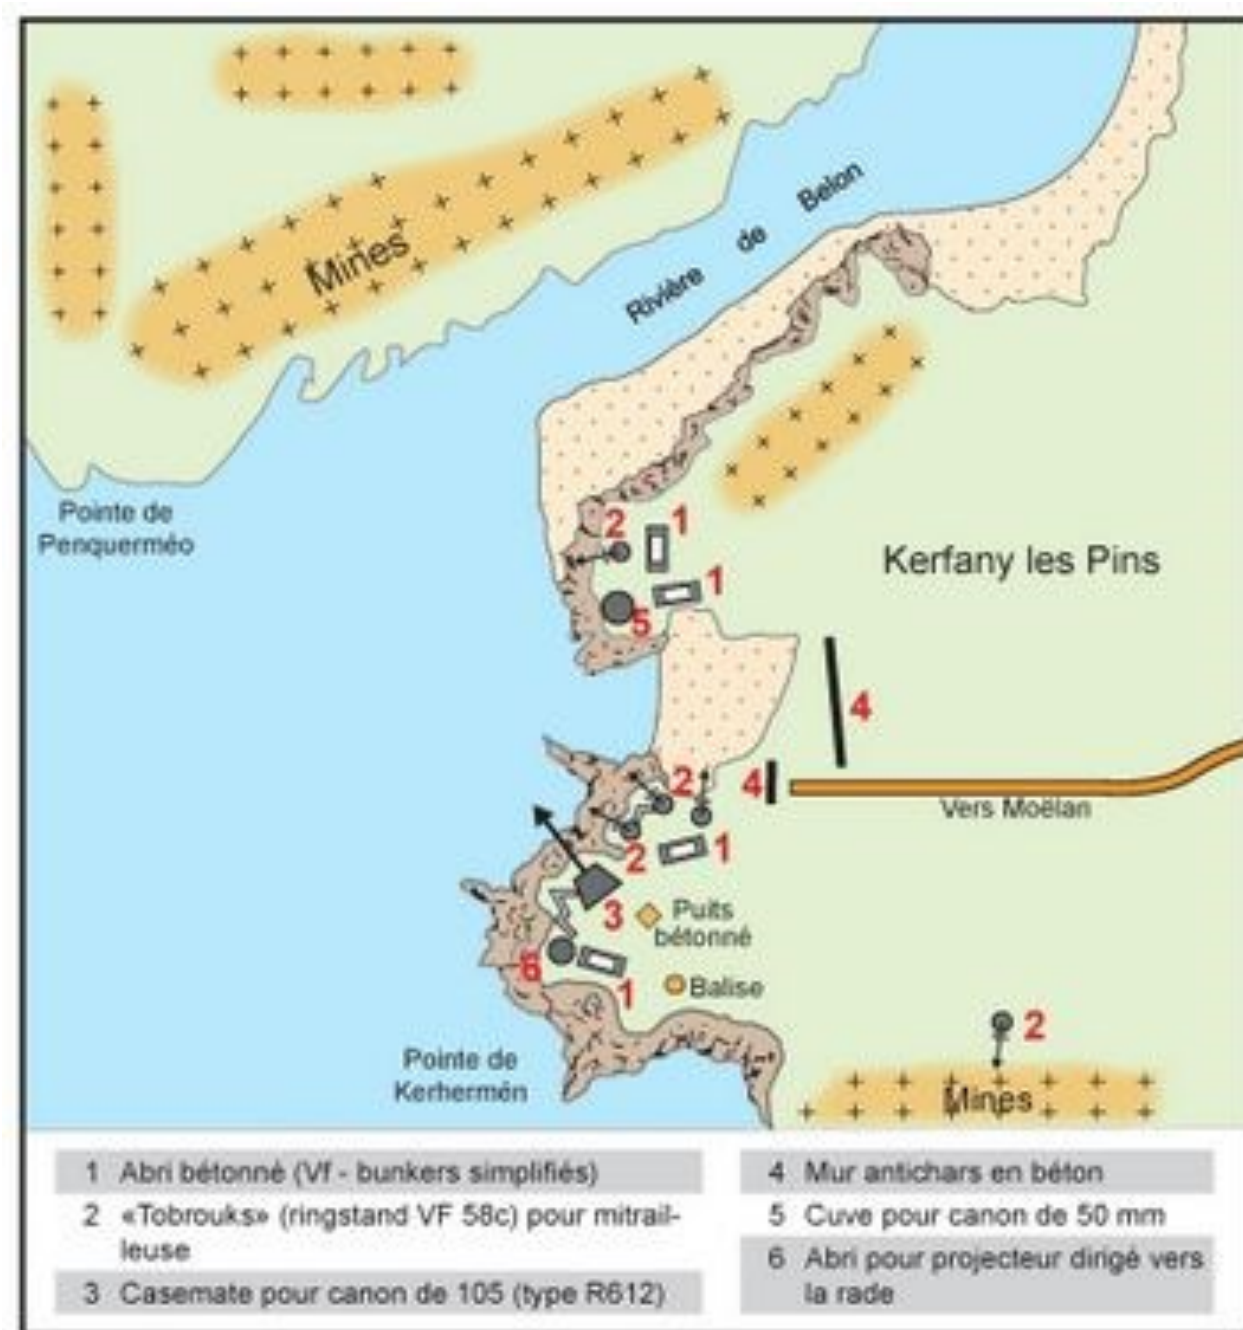 Mines
Rivière de Belon
Pointe de
Penquerméo
2
1
1
5
Kerfany les Pins
4
2
4
Vers Moëlan
2
1
3
Puits
bétonné
6
1
Balise
Pointe de
Kerhermén
2
Mines
1 Abri bétonnè (Vf - bunkers simplifiés)
2 «Tobrouks» (ringstand VF 58c) pour mitrail-
leuse
3 Casemate pour canon de 105 (type R612)
4 Mur antichars en béton
5 Cuve pour canon de 50 mm
6 Abri pour projecteur dirigé vers
la rade